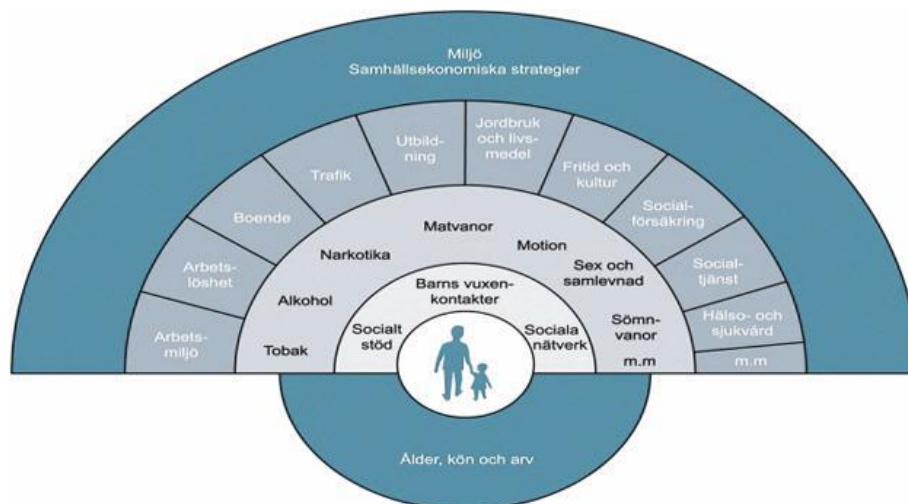 Miljö
Samhällsekonomiska strategier
Arbets-
miljö
Arbets-
löshet
Boende
Trafik
Utbild-
ning
Jordbruk
och livs-
medel
Fritid och
kultur
Social-
försäkring
Social-
tjänst
Hälso- och
sjukvård
m.m
Tobak
Alkohol
Narkotika
Matvanor
Motion
Sex och
samlevnad
Sömn-
vanor
m.m
Socialt
stöd
Barns vuxen-
kontakter
Sociala
nätverk
Ålder, kön och arv